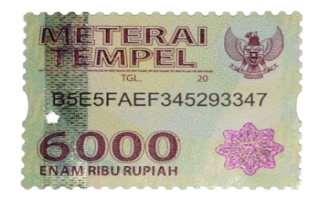 METERAI
TEMPEL
TGL. 20
B5E5FAEF345293347
6000
ENAM RIBU RUPIAH